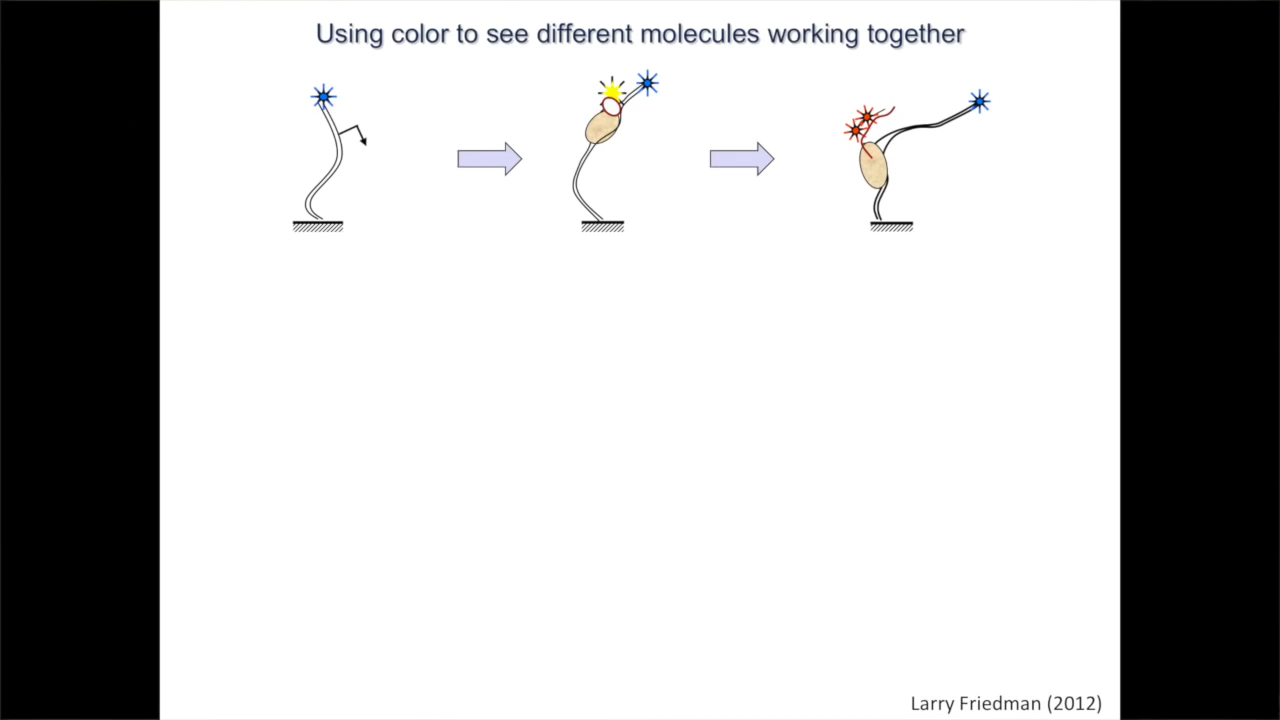 Using color to see different molecules working together
Larry Friedman (2012)